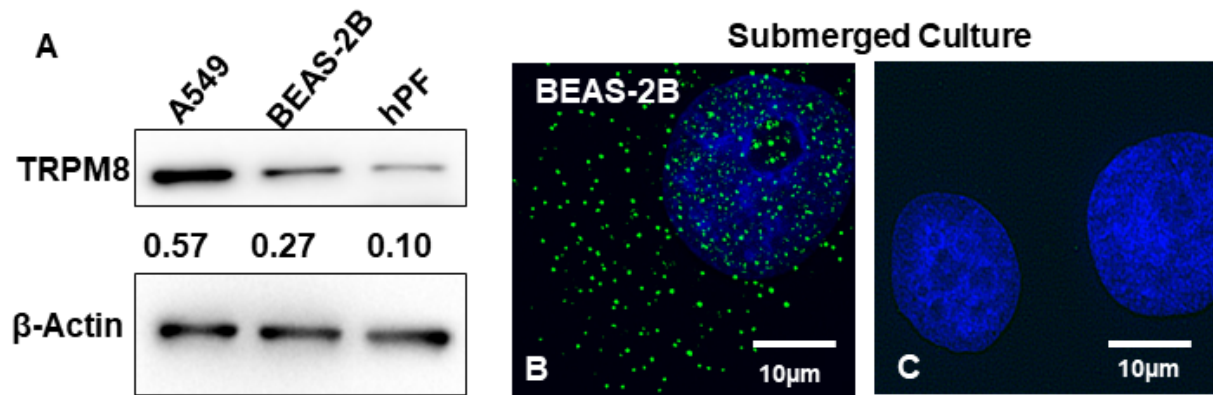 A
A549
BEAS-2B
hPF
TRPM8
0.57 0.27 0.10
β-Actin
Submerged Culture
BEAS-2B
B
10µm
C
10µm